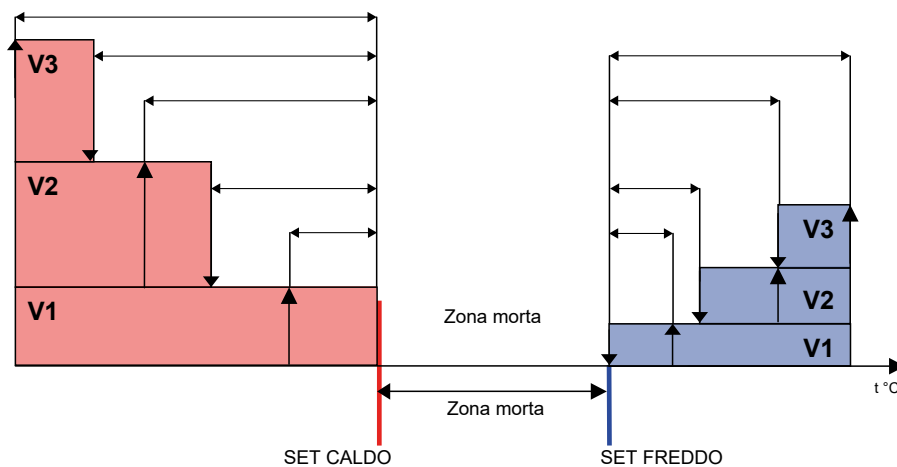 V3
V2
V1
V3
V2
V1
Zona morta
t °C
Zona morta
SET CALDO
SET FREDDO